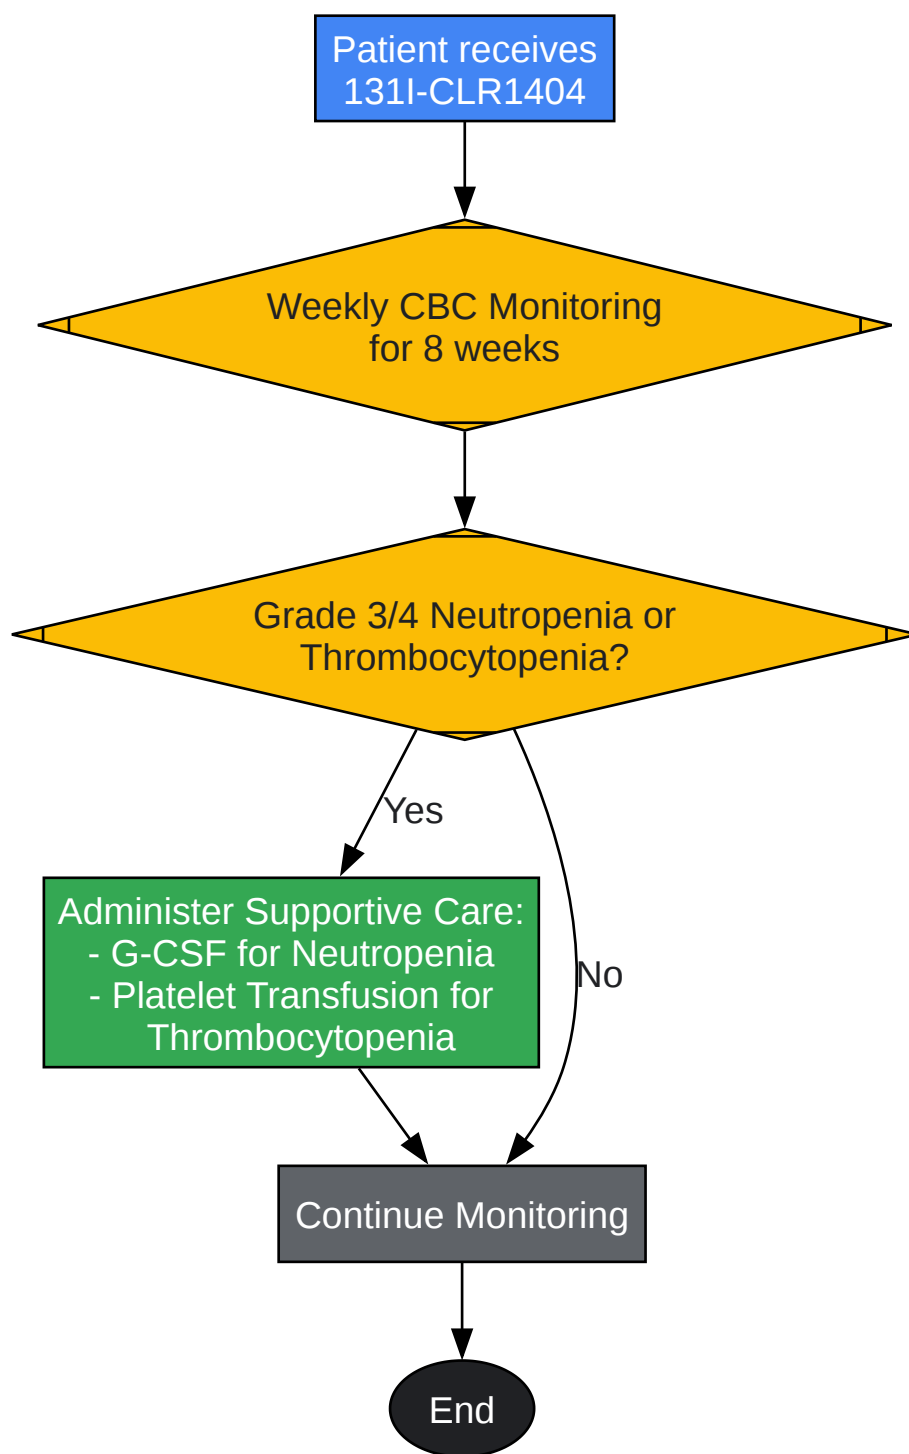 Patient receives
131I-CLR1404
Weekly CBC Monitoring
for 8 weeks
Grade 3/4 Neutropenia or
Thrombocytopenia?
Yes
Administer Supportive Care:
- G-CSF for Neutropenia
- Platelet Transfusion for
Thrombocytopenia
No
Continue Monitoring
End